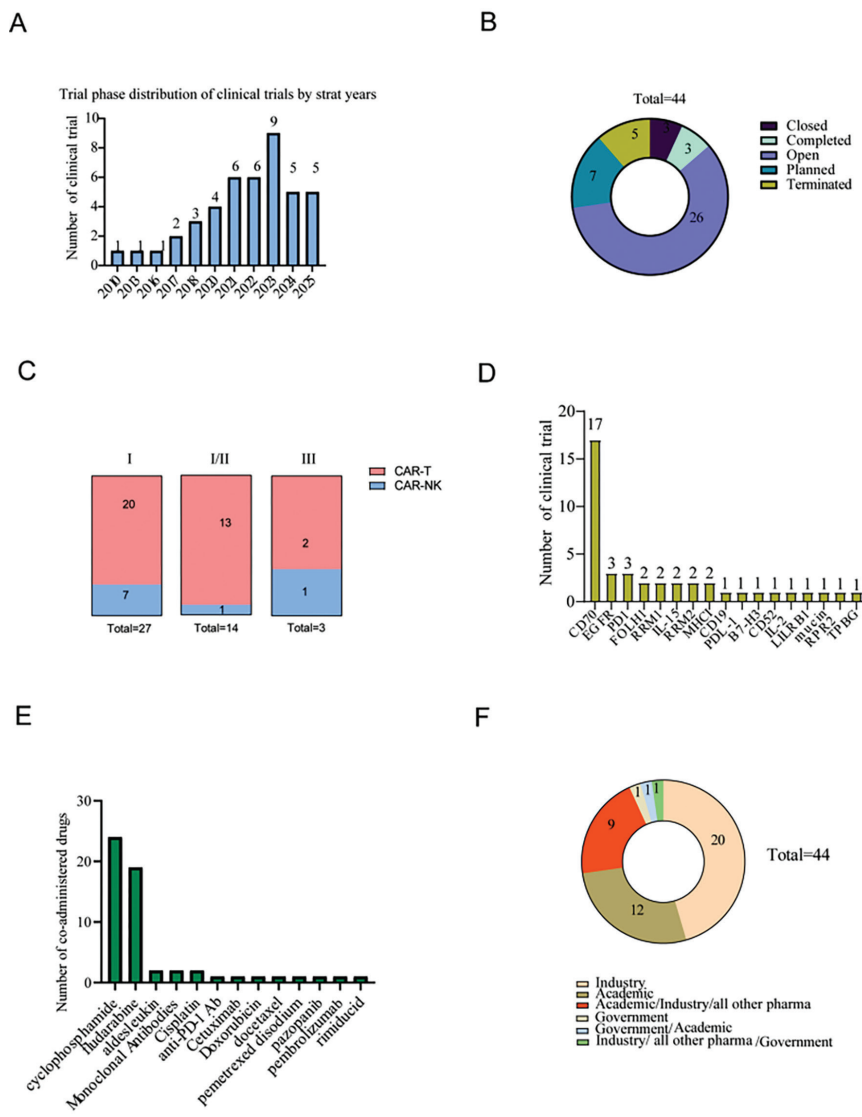 A
Trial phase distribution of clinical trials by strat years
Number of clinical trial
10
8
6
4
2
0
1
1
1
2
3
4
6
6
9
5
5
2010
2013
2016
2017
2018
2020
2021
2022
2023
2024
2025
B
Total=44
3
3
26
7
5
Closed
Completed
Open
Planned
Terminated
C
I
I/II
III
20
7
13
1
2
1
Total=27
Total=14
Total=3
CAR-T
CAR-NK
D
Number of clinical trial
20
15
10
5
0
17
3
3
2
2
2
2
2
1
1
1
1
1
1
1
1
1
CD70
EGFR
PD1
FOLH1
RRM1
IL-15
RRM2
MHCI
CD19
PDL-1
B7-H3
CD52
IL-2
LILRB1
mucin
RPR2
TPBG
E
Number of co-administered drugs
30
20
10
0
cyclophosphamide
fludarabine
aldesleukin
Monoclonal Antibodies
Cisplatin
anti-PD-1 Ab
Cetuximab
Doxorubicin
docetaxel
pemetrexed disodium
pazopanib
pembrolizumab
rimiducid
F
1
1
1
9
20
12
Total=44
Industry
Academic
Academic/Industry/all other pharma
Government
Government/Academic
Industry/ all other pharma/Government